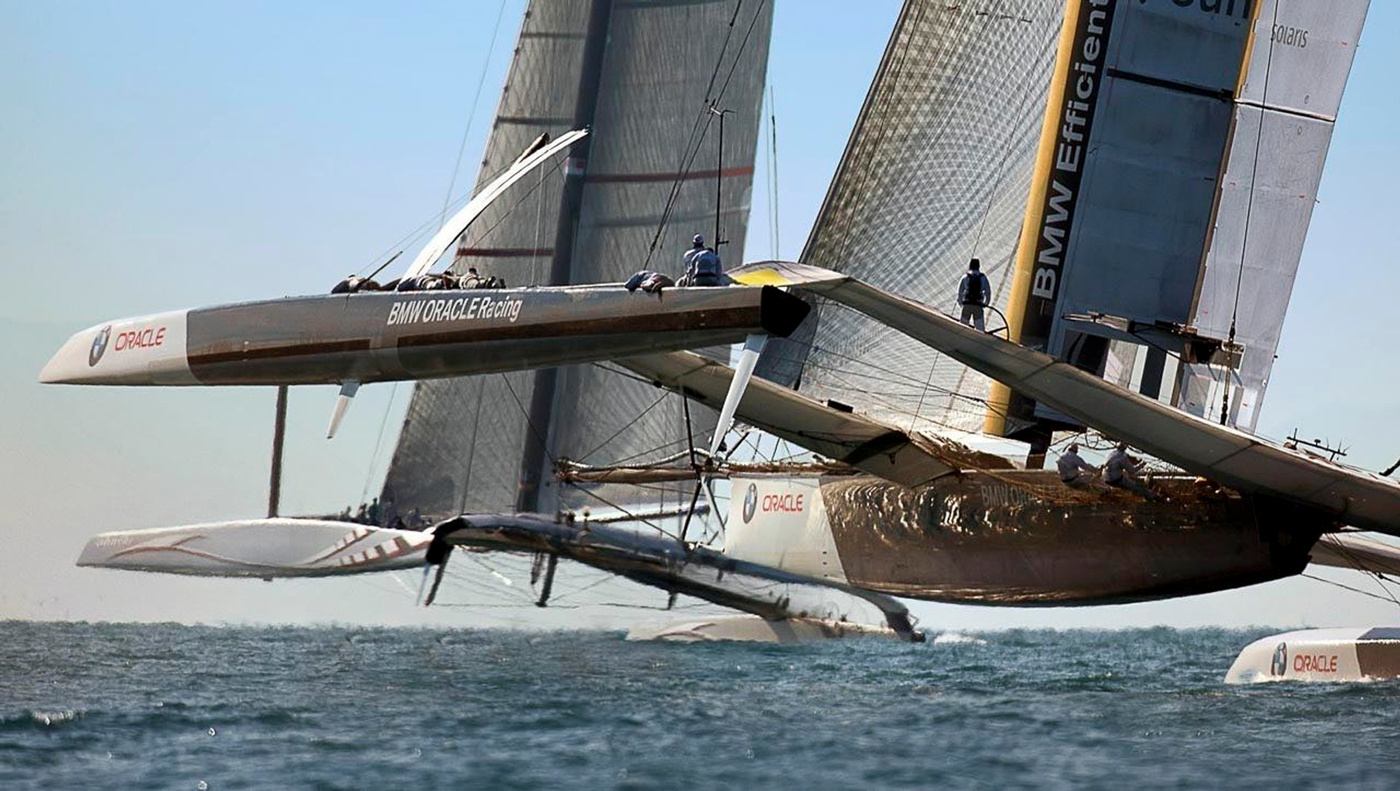 solaris
BMW Efficient
BMW ORACLE Racing
ORACLE
ORACLE
ORACLE